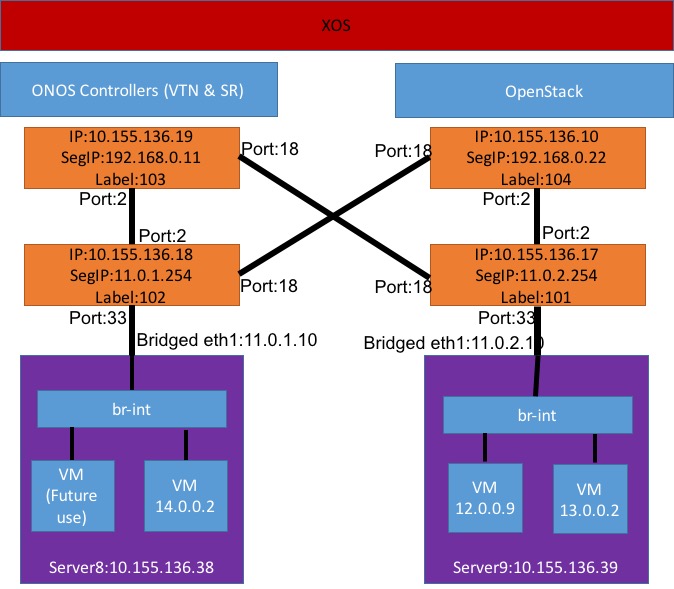 XOS
ONOS Controllers (VTN & SR)
OpenStack
IP:10.155.136.19
SegIP:192.168.0.11
Label:103
Port:18
Port:18
IP:10.155.136.10
SegIP:192.168.0.22
Label:104
Port:2
Port:2
Port:2
Port:2
IP:10.155.136.18
SegIP:11.0.1.254
Label:102
Port:18
Port:18
IP:10.155.136.17
SegIP:11.0.2.254
Label:101
Port:33
Port:33
Bridged eth1:11.0.1.10
Bridged eth1:11.0.2.10
br-int
br-int
VM
(Future
use)
VM
14.0.0.2
VM
12.0.0.9
VM
13.0.0.2
Server8:10.155.136.38
Server9:10.155.136.39